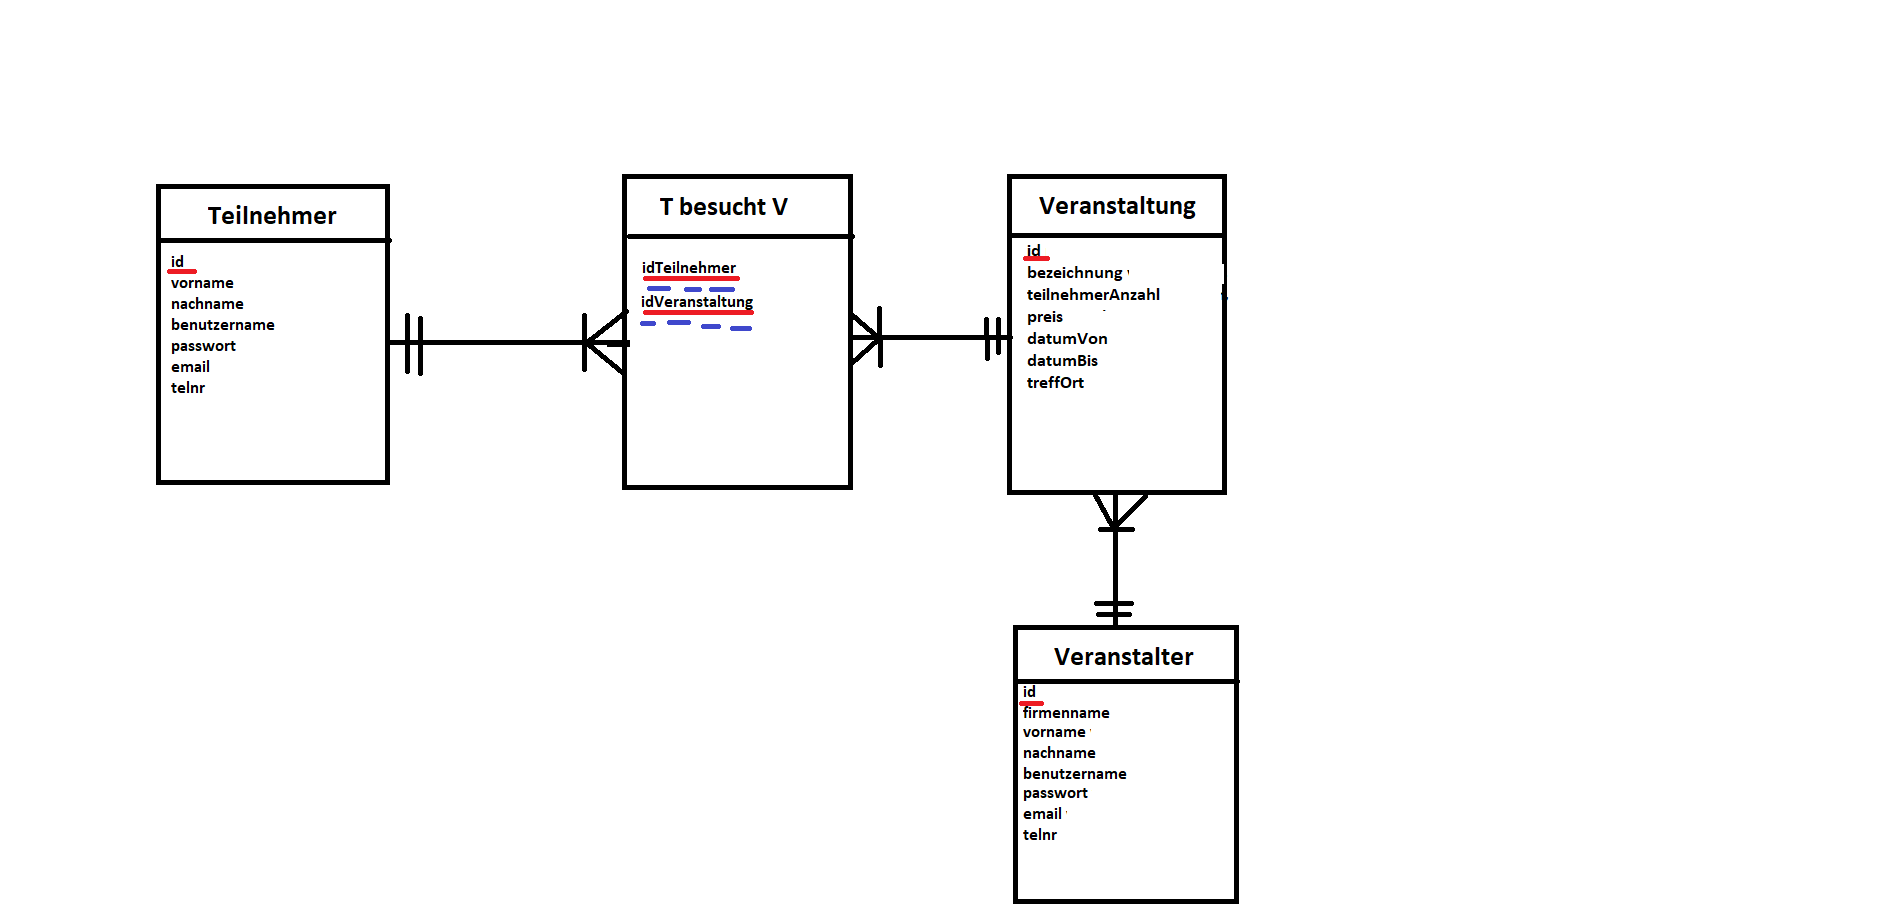 Teilnehmer
id
vorname
nachname
benutzername
passwort
email
telnr
T besucht V
idTeilnehmer
idVeranstaltung
Veranstaltung
id
bezeichnung
teilnehmerAnzahl
preis
datumVon
datumBis
treffOrt
Veranstalter
id
firmenname
vorname
nachname
benutzername
passwort
email
telnr